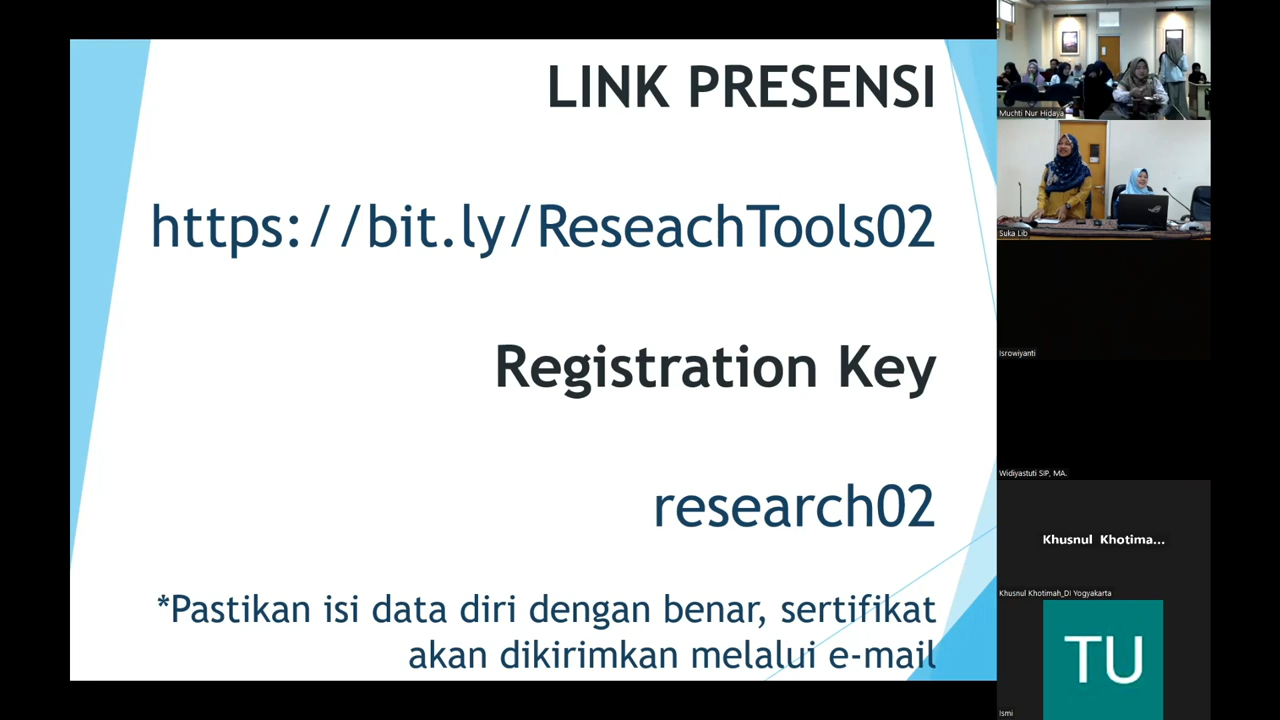 LINK PRESENSI
https://bit.ly/ReseachTools02
Registration Key
research02
*Pastikan isi data diri dengan benar, sertifikat
akan dikirimkan melalui e-mail
Muchti Nur Hidaya
Suka Lib
Isrowiyanti
Widiyastuti SIP, MA.
Khusnul Khotima...
Khusnul Khotimah_DI Yogyakarta
TU
Ismi